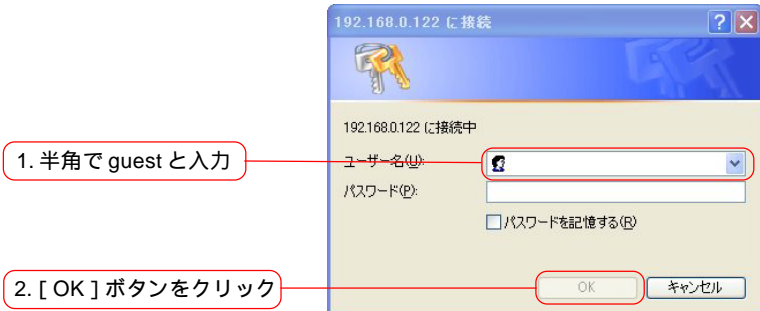 192.168.0.122 に接続
192.168.0.122 に接続中
1. 半角で guest と入力
ユーザー名(U):
パスワード(P):
パスワードを記憶する(R)
2. [ OK ] ボタンをクリック
OK
キャンセル